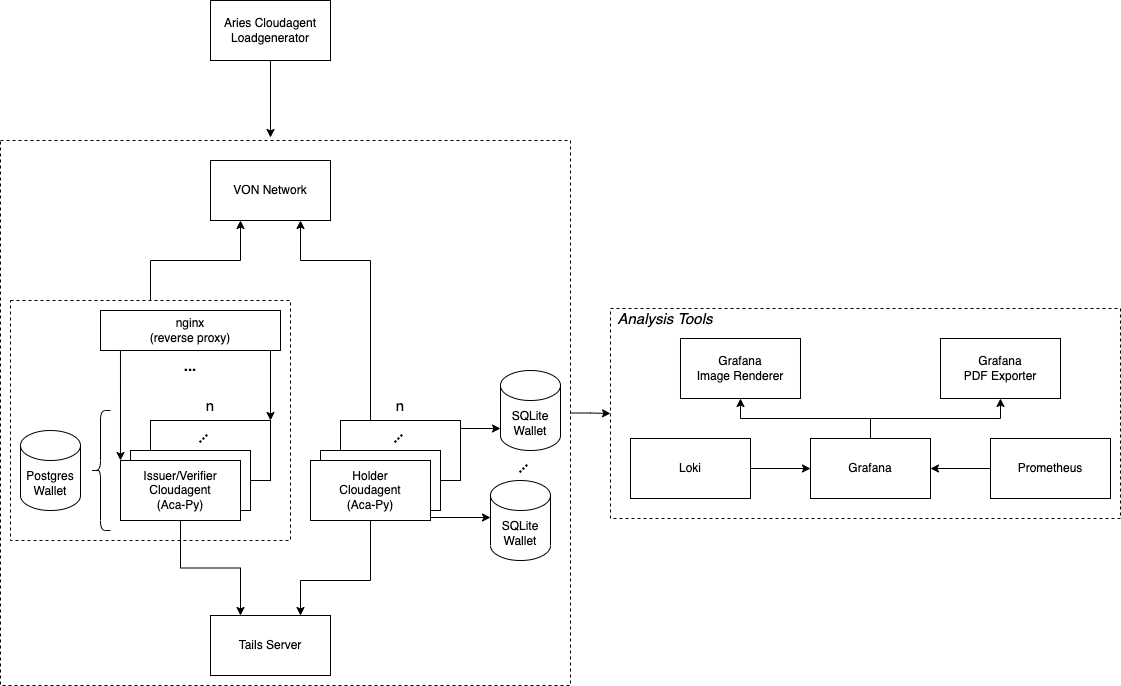 Aries Cloudagent
Loadgenerator
VON Network
nginx
(reverse proxy)
...
n
n
Postgres
Wallet
Issuer/Verifier
Cloudagent
(Aca-Py)
Holder
Cloudagent
(Aca-Py)
SQLite
Wallet
SQLite
Wallet
Tails Server
Analysis Tools
Grafana
Image Renderer
Grafana
PDF Exporter
Loki
Grafana
Prometheus